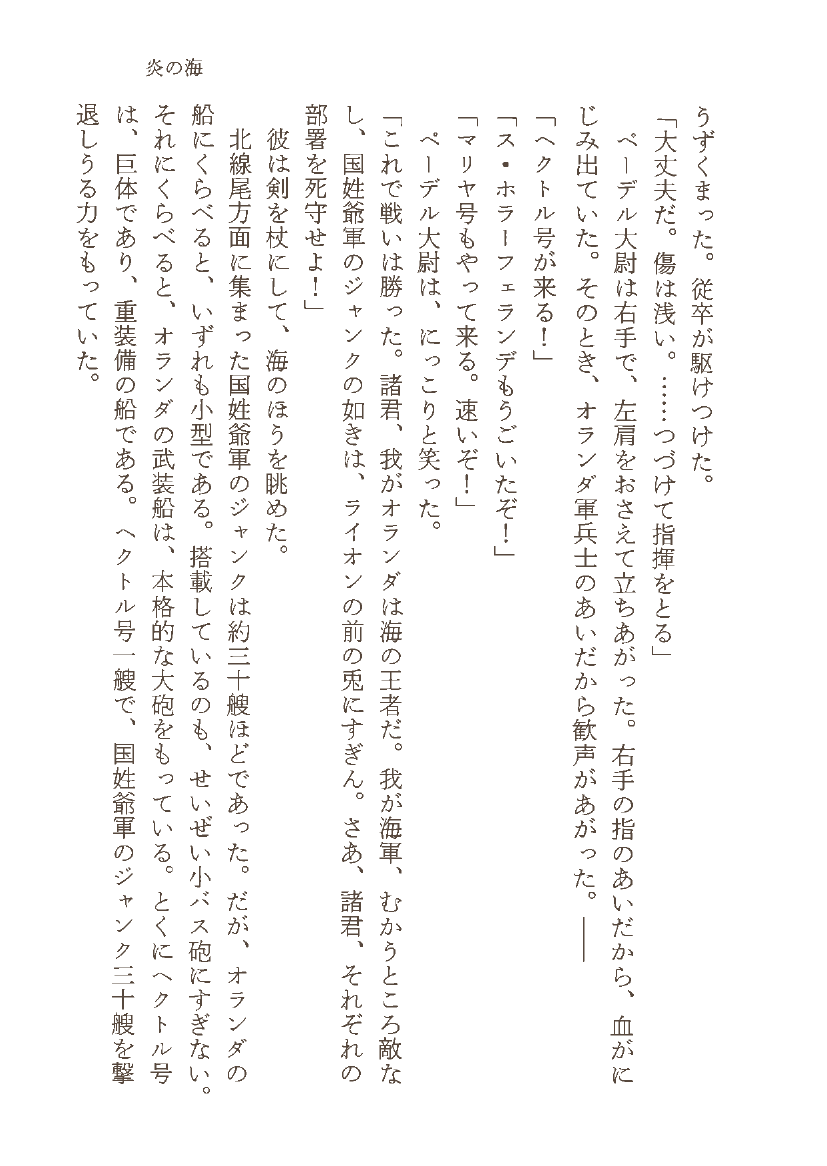 炎の海
うずくまった。従卒が駆けつけた。
「大丈夫だ。傷は浅い。……つづけて指揮をとる」
ペーデル大尉は右手で、左肩をおさえて立ちあがった。右手の指のあいだから、血がに
じみ出ていた。そのとき、オランダ軍兵士のあいだから歓声があがった。――
「ヘクトル号が来る！」
「ス・ホラーフェランデもうごいたぞ！」
「マリヤ号もやって来る。速いぞ！」
ペーデル大尉は、にっこりと笑った。
「これで戦いは勝った。諸君、我がオランダは海の王者だ。我が海軍、むかうところ敵な
し、国姓爺軍のジャンクの如きは、ライオンの前の兎にすぎん。さあ、諸君、それぞれの
部署を死守せよ！」
彼は剣を杖にして、海のほうを眺めた。
北線尾方面に集まった国姓爺軍のジャンクは約三十艘ほどであった。だが、オランダの
船にくらべると、いずれも小型である。搭載しているのも、せいぜい小バス砲にすぎない。
それにくらべると、オランダの武装船は、本格的な大砲をもっている。とくにヘクトル号
は、巨体であり、重装備の船である。ヘクトル号一艘で、国姓爺軍のジャンク三十艘を撃
退しうる力をもっていた。